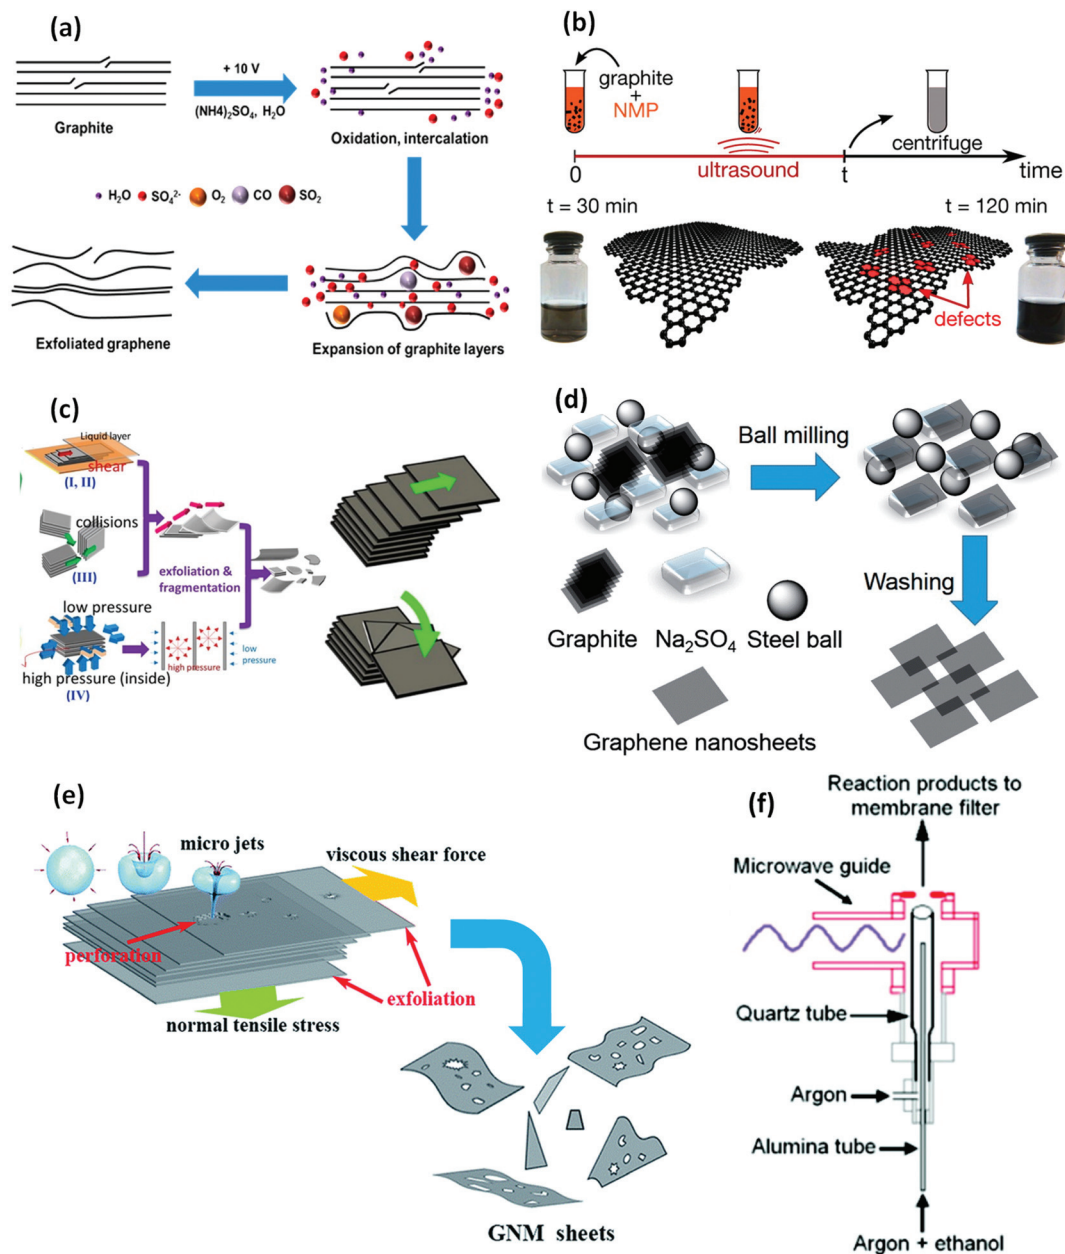 (a)
Graphite
+ 10 V
(NH4)₂SO₄, H₂O
Oxidation, intercalation
H₂O SO₄²⁻ O₂ CO SO₂
Exfoliated graphene
Expansion of graphite layers
(b)
graphite
+
NMP
centrifuge
0
ultrasound
t
time
t = 30 min
t = 120 min
defects
(c)
Liquid layer
shear
(I, II)
collisions
(III)
exfoliation &
fragmentation
low pressure
high pressure
low
pressure
high pressure (inside)
(IV)
(d)
Ball milling
Washing
Graphite
Na₂SO₄
Steel ball
Graphene nanosheets
(e)
micro jets
viscous shear force
perforation
exfoliation
normal tensile stress
GNM sheets
(f)
Reaction products to
membrane filter
Microwave guide
Quartz tube
Argon
Alumina tube
Argon + ethanol